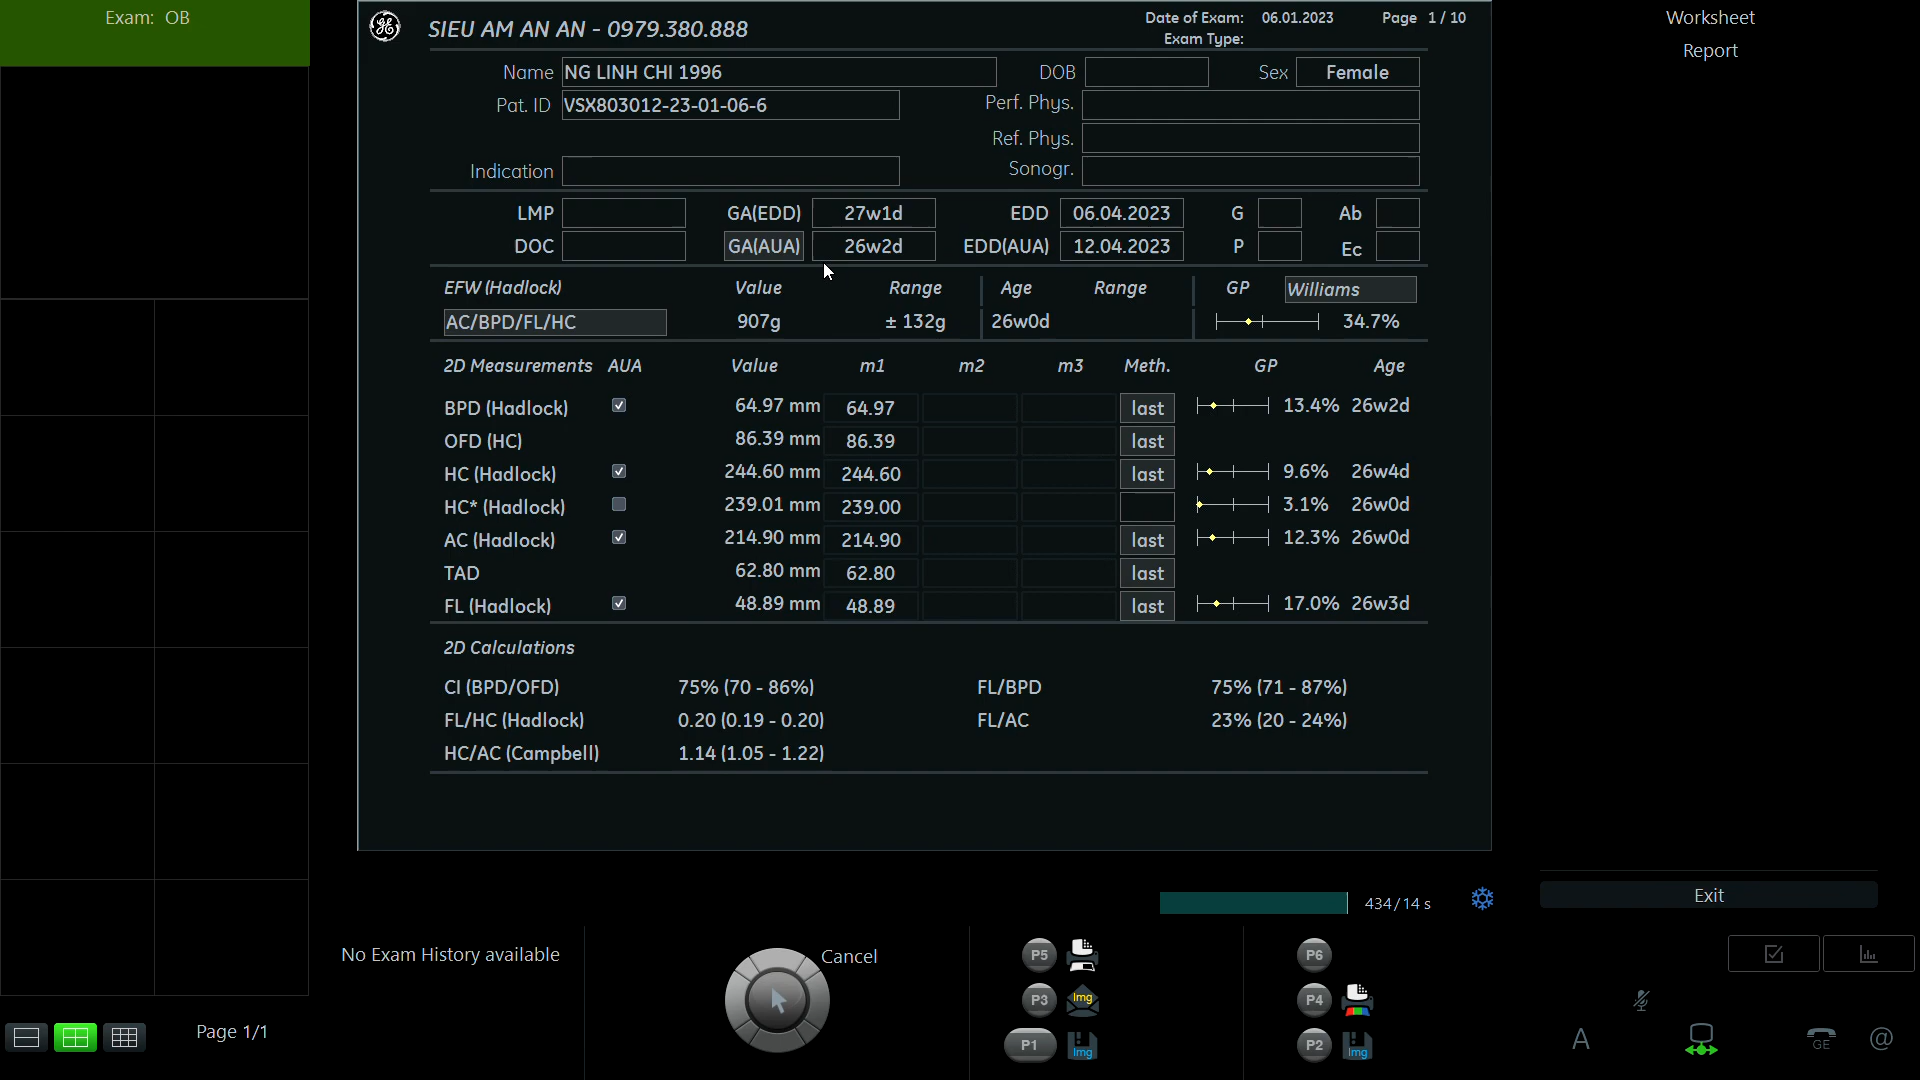 Exam: OB
SIEU AM AN AN - 0979.380.888
Date of Exam: 06.01.2023 Page 1 / 10
Exam Type:
Worksheet
Report
Name NG LINH CHI 1996 DOB Sex Female
Pat. ID VSX803012-23-01-06-6 Perf. Phys.
Ref. Phys.
Indication Sonogr.
LMP GA(EDD) 27w1d EDD 06.04.2023 G Ab
DOC GA(AUA) 26w2d EDD(AUA) 12.04.2023 P Ec
EFW (Hadlock) Value Range Age Range GP Williams
AC/BPD/FL/HC 907g ± 132g 26w0d 34.7%
2D Measurements AUA Value m1 m2 m3 Meth. GP Age
BPD (Hadlock) 64.97 mm 64.97 last 13.4% 26w2d
OFD (HC) 86.39 mm 86.39 last
HC (Hadlock) 244.60 mm 244.60 last 9.6% 26w4d
HC* (Hadlock) 239.01 mm 239.00 3.1% 26w0d
AC (Hadlock) 214.90 mm 214.90 last 12.3% 26w0d
TAD 62.80 mm 62.80 last
FL (Hadlock) 48.89 mm 48.89 last 17.0% 26w3d
2D Calculations
CI (BPD/OFD) 75% (70 - 86%) FL/BPD 75% (71 - 87%)
FL/HC (Hadlock) 0.20 (0.19 - 0.20) FL/AC 23% (20 - 24%)
HC/AC (Campbell) 1.14 (1.05 - 1.22)
434/14 s
Exit
No Exam History available
Cancel
P5 P6
P3 Img P4
P1 Img P2 Img
Page 1/1
A GE @